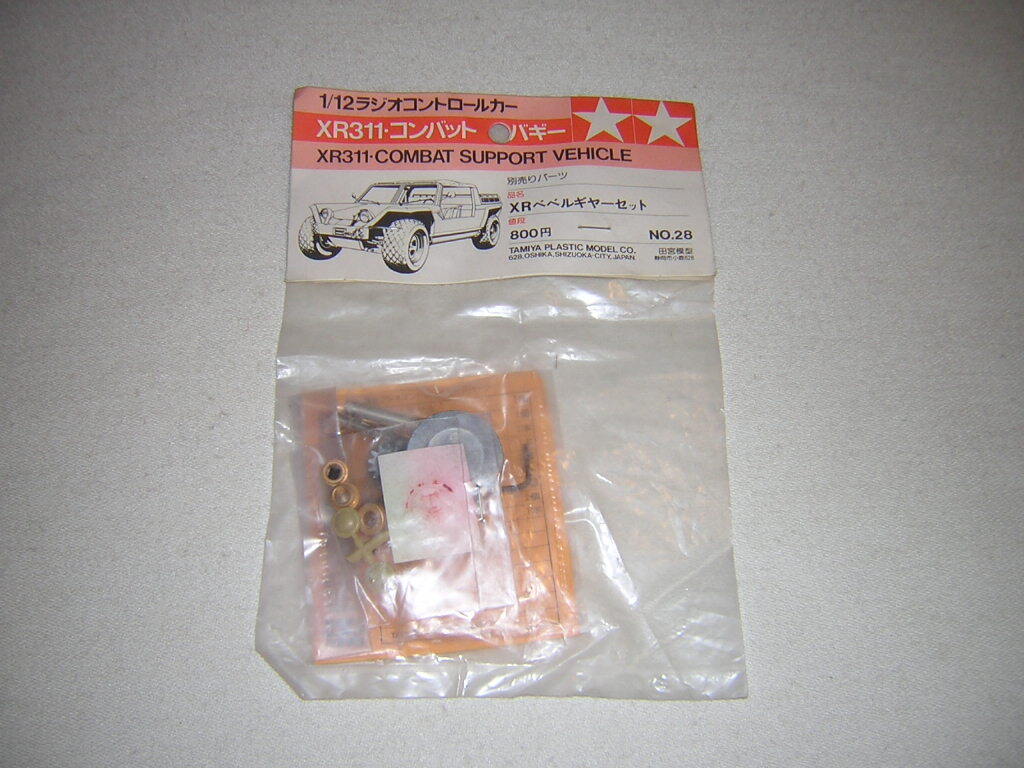 1/12ラジオコントロールカー
XR311・コンバット バギー
XR311・COMBAT SUPPORT VEHICLE
別売りパーツ
品名
XRベベルギヤーセット
値段
800円
NO.28
TAMIYA PLASTIC MODEL CO.
628, OSHIKA, SHIZUOKA-CITY, JAPAN.
田宮模型
静岡市小鹿628